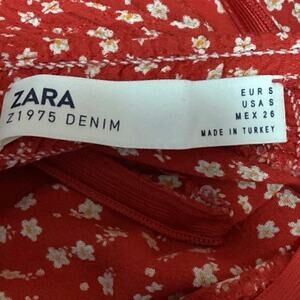 ZARA
Z1975 DENIM
EUR S
USA S
MEX 26
MADE IN TURKEY